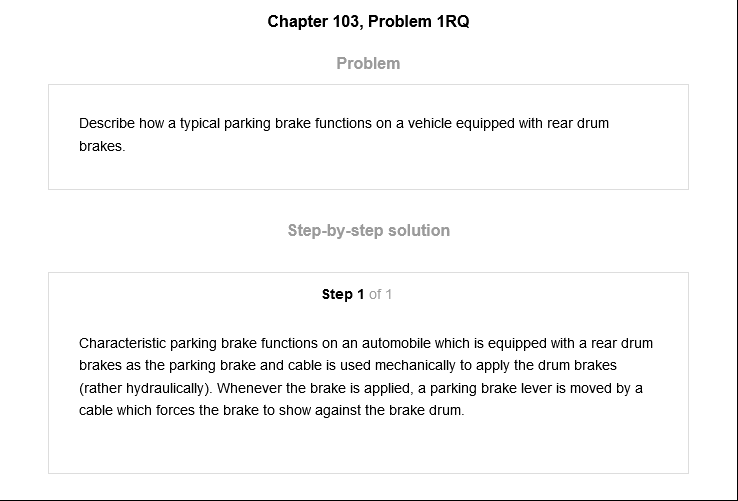 Chapter 103, Problem 1RQ
Problem
Describe how a typical parking brake functions on a vehicle equipped with rear drum
brakes.
Step-by-step solution
Step 1 of 1
Characteristic parking brake functions on an automobile which is equipped with a rear drum
brakes as the parking brake and cable is used mechanically to apply the drum brakes
(rather hydraulically). Whenever the brake is applied, a parking brake lever is moved by a
cable which forces the brake to show against the brake drum.